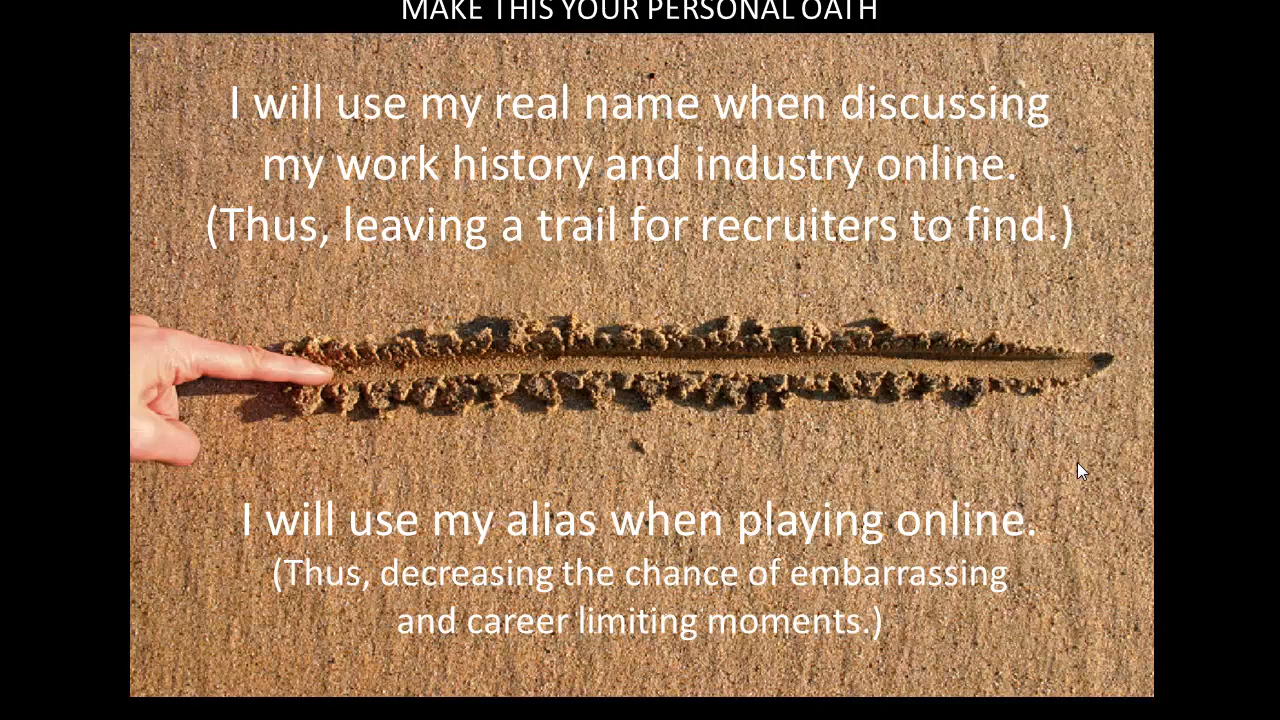 MAKE THIS YOUR PERSONAL OATH
I will use my real name when discussing
my work history and industry online.
(Thus, leaving a trail for recruiters to find.)
I will use my alias when playing online.
(Thus, decreasing the chance of embarrassing
and career limiting moments.)